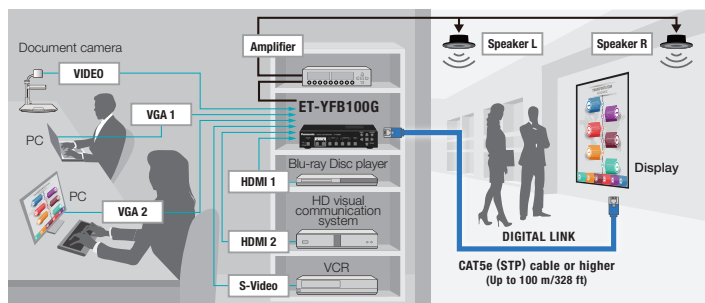 Document camera
VIDEO
Amplifier
Speaker L
Speaker R
VGA 1
ET-YFB100G
PC
Blu-ray Disc player
Display
HDMI 1
PC
VGA 2
HD visual
communication
system
HDMI 2
DIGITAL LINK
VCR
S-Video
CAT5e (STP) cable or higher
(Up to 100 m/328 ft)